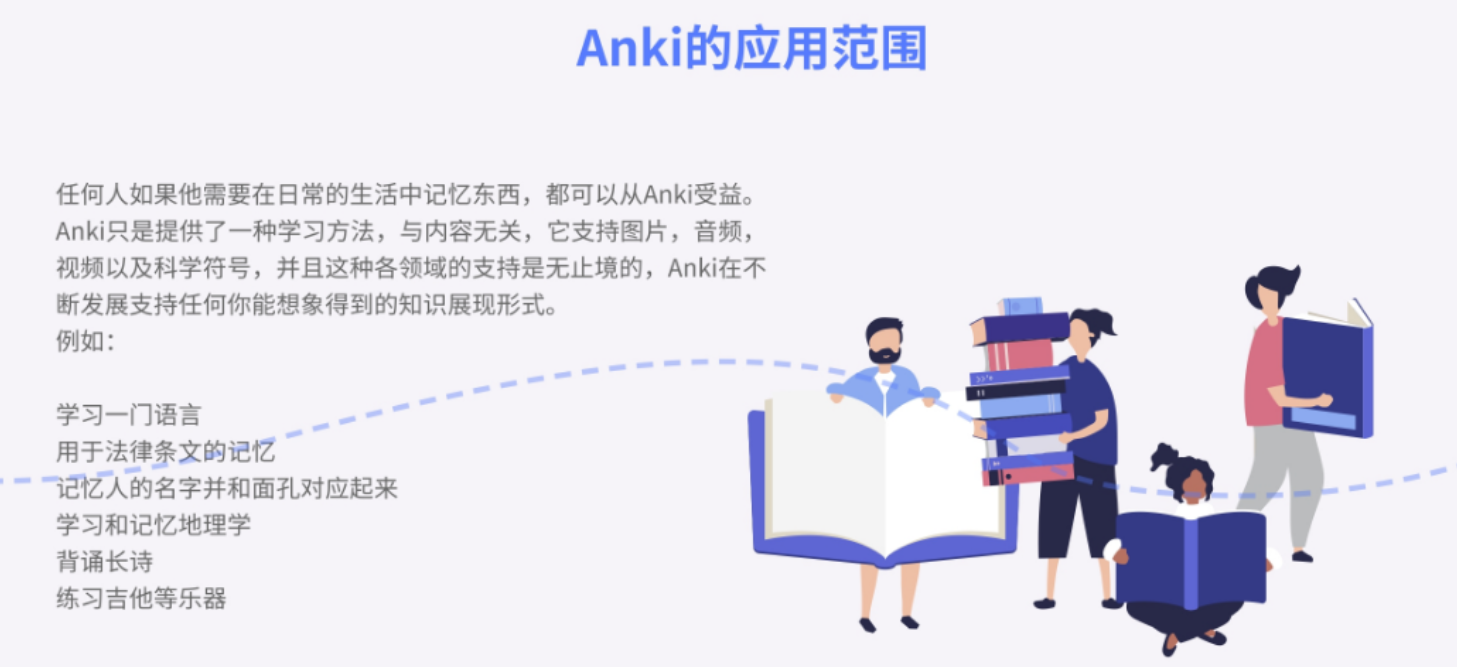 Anki的应用范围
任何人如果他需要在日常的生活中记忆东西，都可以从Anki受益。
Anki只是提供了一种学习方法，与内容无关，它支持图片，音频，
视频以及科学符号，并且这种各领域的支持是无止境的，Anki在不
断发展支持任何你能想象得到的知识展现形式。
例如：
学习一门语言
用于法律条文的记忆
记忆人的名字并和面孔对应起来
学习和记忆地理学
背诵长诗
练习吉他等乐器